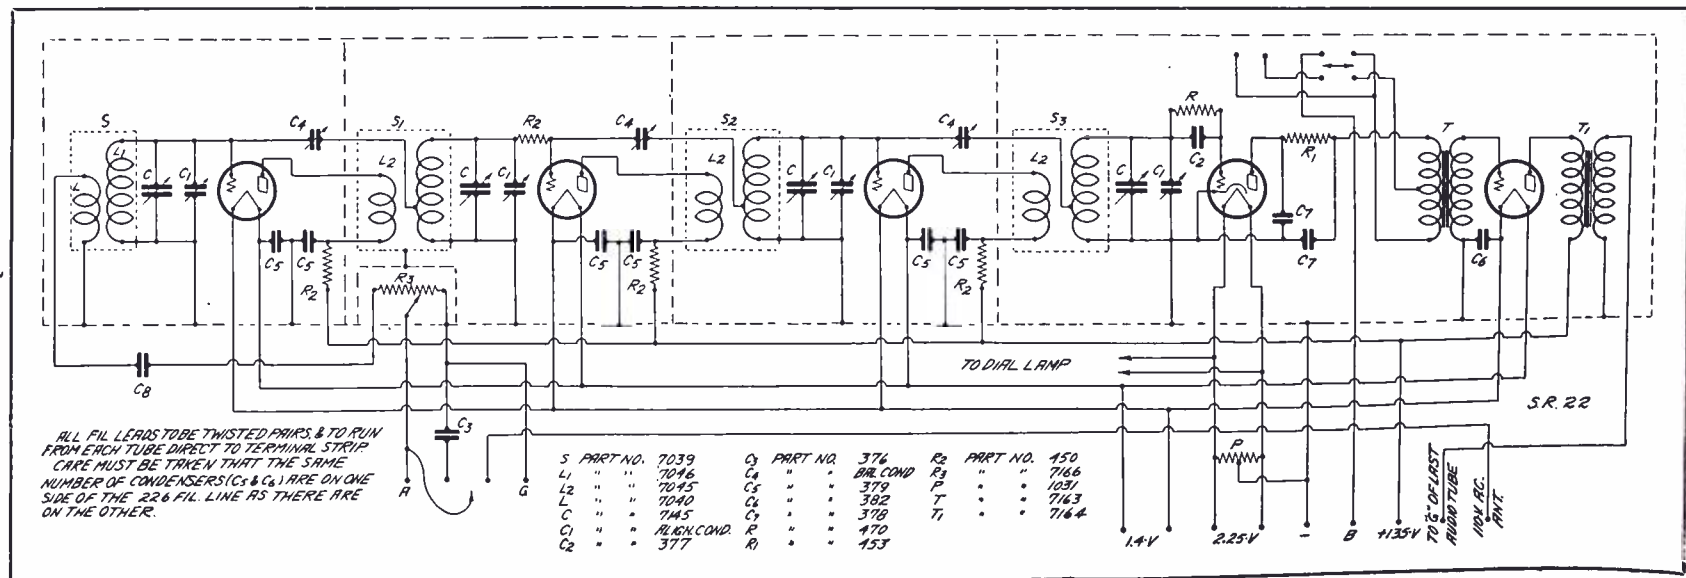 S
S1
S2
S3
C4
C4
C4
R2
R
C2
R1
T
T1
L1
L
C
C1
L2
C
C1
L2
C
C1
L2
C
C1
C7
C7
C6
C5
C5
R2
R3
C5
C5
R2
C5
C5
R2
C8
C3
TO DIAL LAMP
S.R. 22
ALL FIL LEADS TO BE TWISTED PAIRS, & TO RUN
FROM EACH TUBE DIRECT TO TERMINAL STRIP.
CARE MUST BE TAKEN THAT THE SAME
NUMBER OF CONDENSERS (C5 & C6) ARE ON ONE
SIDE OF THE 226 FIL. LINE AS THERE ARE
ON THE OTHER.
A
G
S PART NO. 7039
L1 " " 7046
L2 " " 7045
L " " 7040
C " " 7145
C1 " " ALIGN. COND.
C2 " " 377
C3 PART NO. 376
C4 " " BAL COND
C5 " " 379
C6 " " 382
C7 " " 378
R " " 470
R1 " " 453
R2 PART NO. 450
R3 " " 7166
P " " 1031
T " " 7163
T1 " " 7164
P
1.4-V
2.25-V
-
B
+135-V
TO "G" OF LAST
AUDIO TUBE
110V A.C.
ANT.